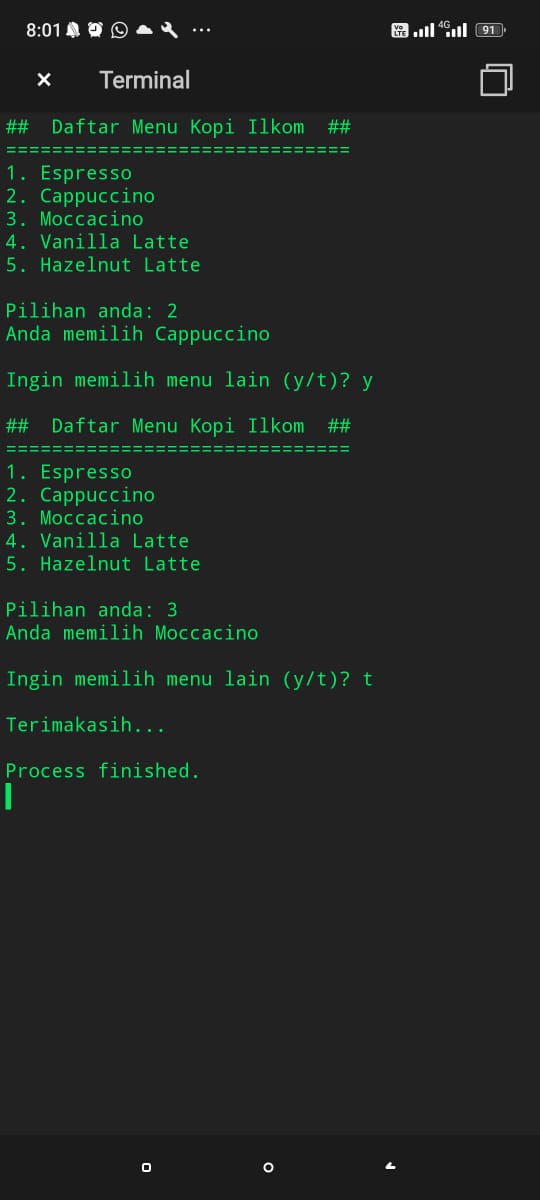 8:01 ...
Vo LTE 4G 91
× Terminal
##  Daftar Menu Kopi Ilkom  ##
==============================
1. Espresso
2. Cappuccino
3. Moccacino
4. Vanilla Latte
5. Hazelnut Latte
Pilihan anda: 2
Anda memilih Cappuccino
Ingin memilih menu lain (y/t)? y
##  Daftar Menu Kopi Ilkom  ##
==============================
1. Espresso
2. Cappuccino
3. Moccacino
4. Vanilla Latte
5. Hazelnut Latte
Pilihan anda: 3
Anda memilih Moccacino
Ingin memilih menu lain (y/t)? t
Terimakasih...
Process finished.